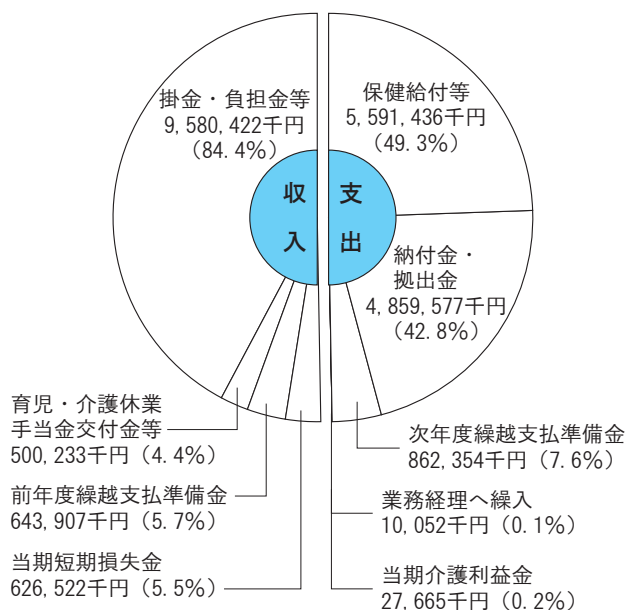 掛金・負担金等
9,580,422千円
(84.4%)
収
入
育児・介護休業
手当金交付金等
500,233千円(4.4%)
前年度繰越支払準備金
643,907千円(5.7%)
当期短期損失金
626,522千円(5.5%)
保健給付等
5,591,436千円
(49.3%)
支
出
納付金・
拠出金
4,859,577千円
(42.8%)
次年度繰越支払準備金
862,354千円(7.6%)
業務経理へ繰入
10,052千円(0.1%)
当期介護利益金
27,665千円(0.2%)